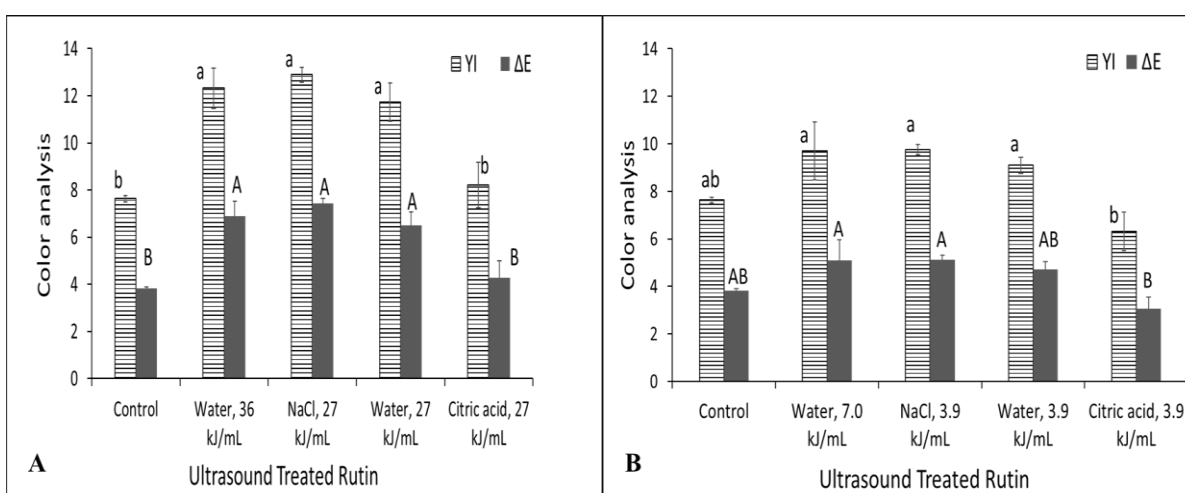 14
12
10
8
6
4
2
0
Color analysis
YI ΔE
b
B
a
A
a
A
a
A
b
B
Control
Water, 36
kJ/mL
NaCl, 27
kJ/mL
Water, 27
kJ/mL
Citric acid, 27
kJ/mL
A
Ultrasound Treated Rutin
14
12
10
8
6
4
2
0
Color analysis
YI ΔE
ab
AB
a
A
a
A
a
AB
b
B
Control
Water, 7.0
kJ/mL
NaCl, 3.9
kJ/mL
Water, 3.9
kJ/mL
Citric acid, 3.9
kJ/mL
B
Ultrasound Treated Rutin